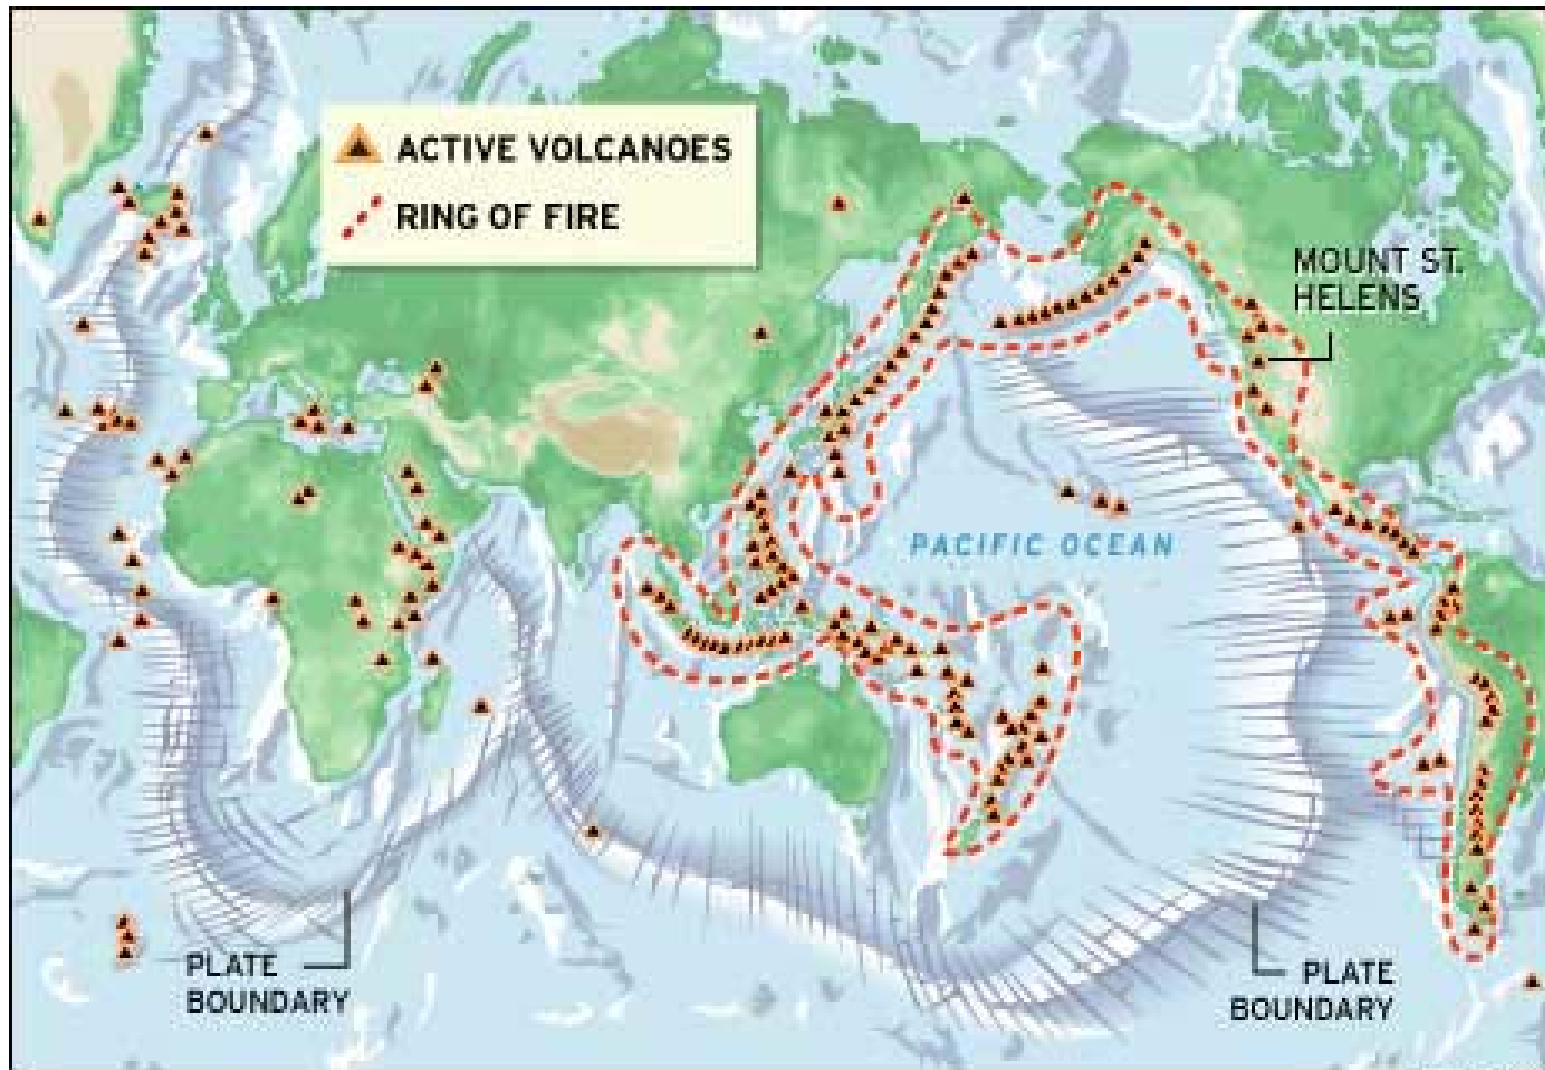 ACTIVE VOLCANOES
RING OF FIRE
MOUNT ST.
HELENS
PACIFIC OCEAN
PLATE
BOUNDARY
PLATE
BOUNDARY